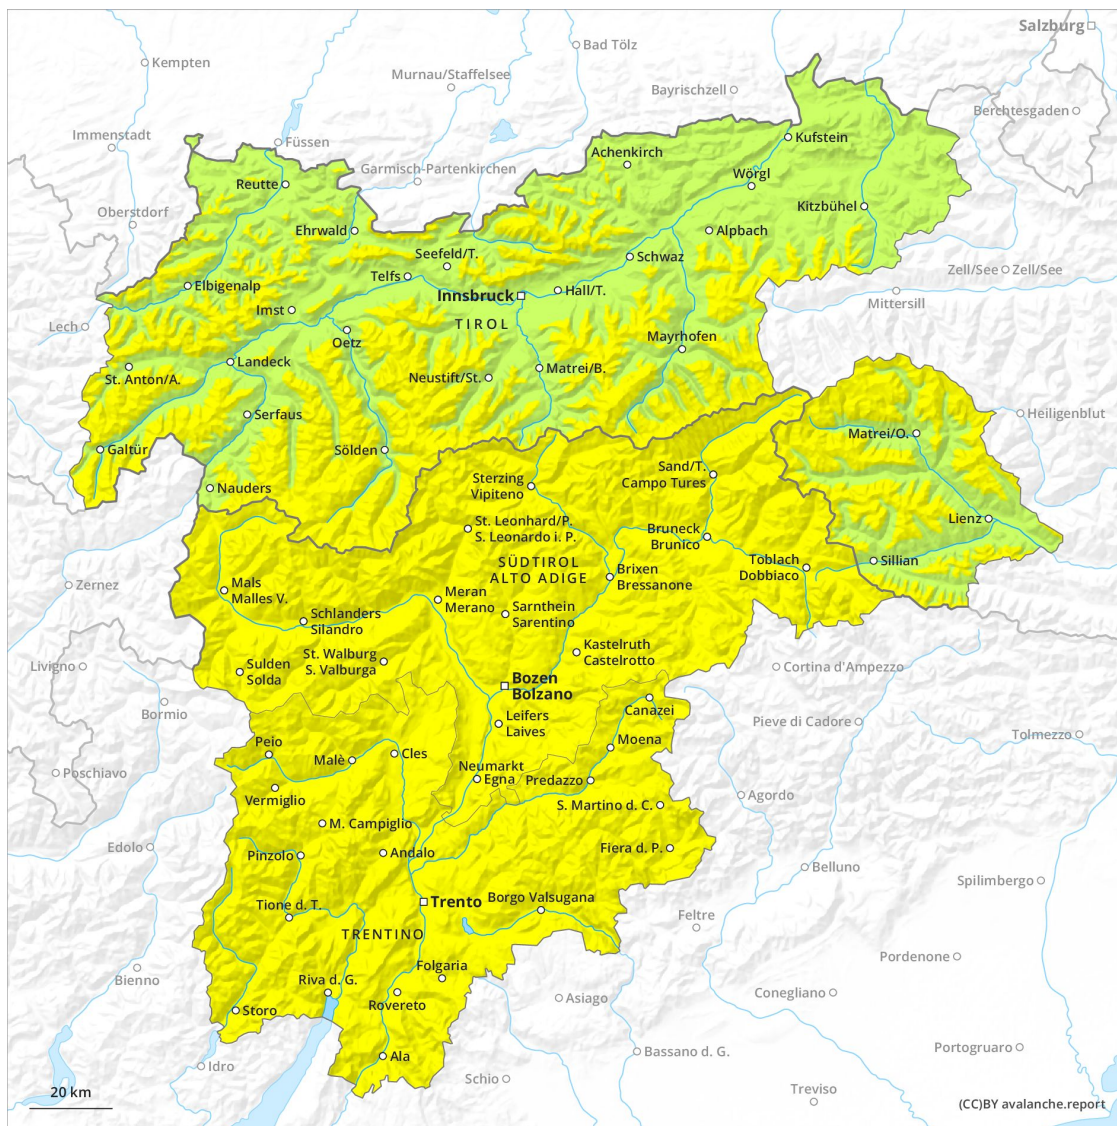 Salzburg
Bad Tölz
Kempten
Murnau/Staffelsee
Bayrischzell
Berchtesgaden
Immenstadt
Füssen
Kufstein
Achenkirch
Garmisch-Partenkirchen
Wörgl
Reutte
Kitzbühel
Oberstdorf
Ehrwald
Alpbach
Seefeld/T.
Schwaz
Zell/See
Zell/See
Telfs
Elbigenalp
Hall/T.
Innsbruck
Mittersill
Imst
TIROL
Lech
Oetz
Mayrhofen
Landeck
Matrei/B.
St. Anton/A.
Neustift/St.
Serfaus
Heiligenblut
Matrei/O.
Galtür
Sölden
Sand/T.
Campo Tures
Sterzing
Vipiteno
Nauders
Lienz
St. Leonhard/P.
S. Leonardo i. P.
Bruneck
Brunico
SÜDTIROL
ALTO ADIGE
Toblach
Dobbiaco
Sillian
Brixen
Bressanone
Zernez
Mals
Malles V.
Meran
Merano
Sarnthein
Sarentino
Schlanders
Silandro
Kastelruth
Castelrotto
St. Walburg
S. Valburga
Livigno
Sulden
Solda
Cortina d'Ampezzo
Bozen
Bolzano
Canazei
Bormio
Leifers
Laives
Pieve di Cadore
Tolmezzo
Peio
Moena
Cles
Malè
Neumarkt
Egna
Poschiavo
Predazzo
Vermiglio
Agordo
S. Martino d. C.
M. Campiglio
Edolo
Pinzolo
Andalo
Fiera d. P.
Belluno
Spilimbergo
Borgo Valsugana
Tione d. T.
Trento
Feltre
TRENTINO
Pordenone
Folgaria
Bienno
Riva d. G.
Rovereto
Asiago
Conegliano
Storo
Portogruaro
Ala
Bassano d. G.
Idro
Schio
Treviso
20 km
(CC)BY avalanche.report